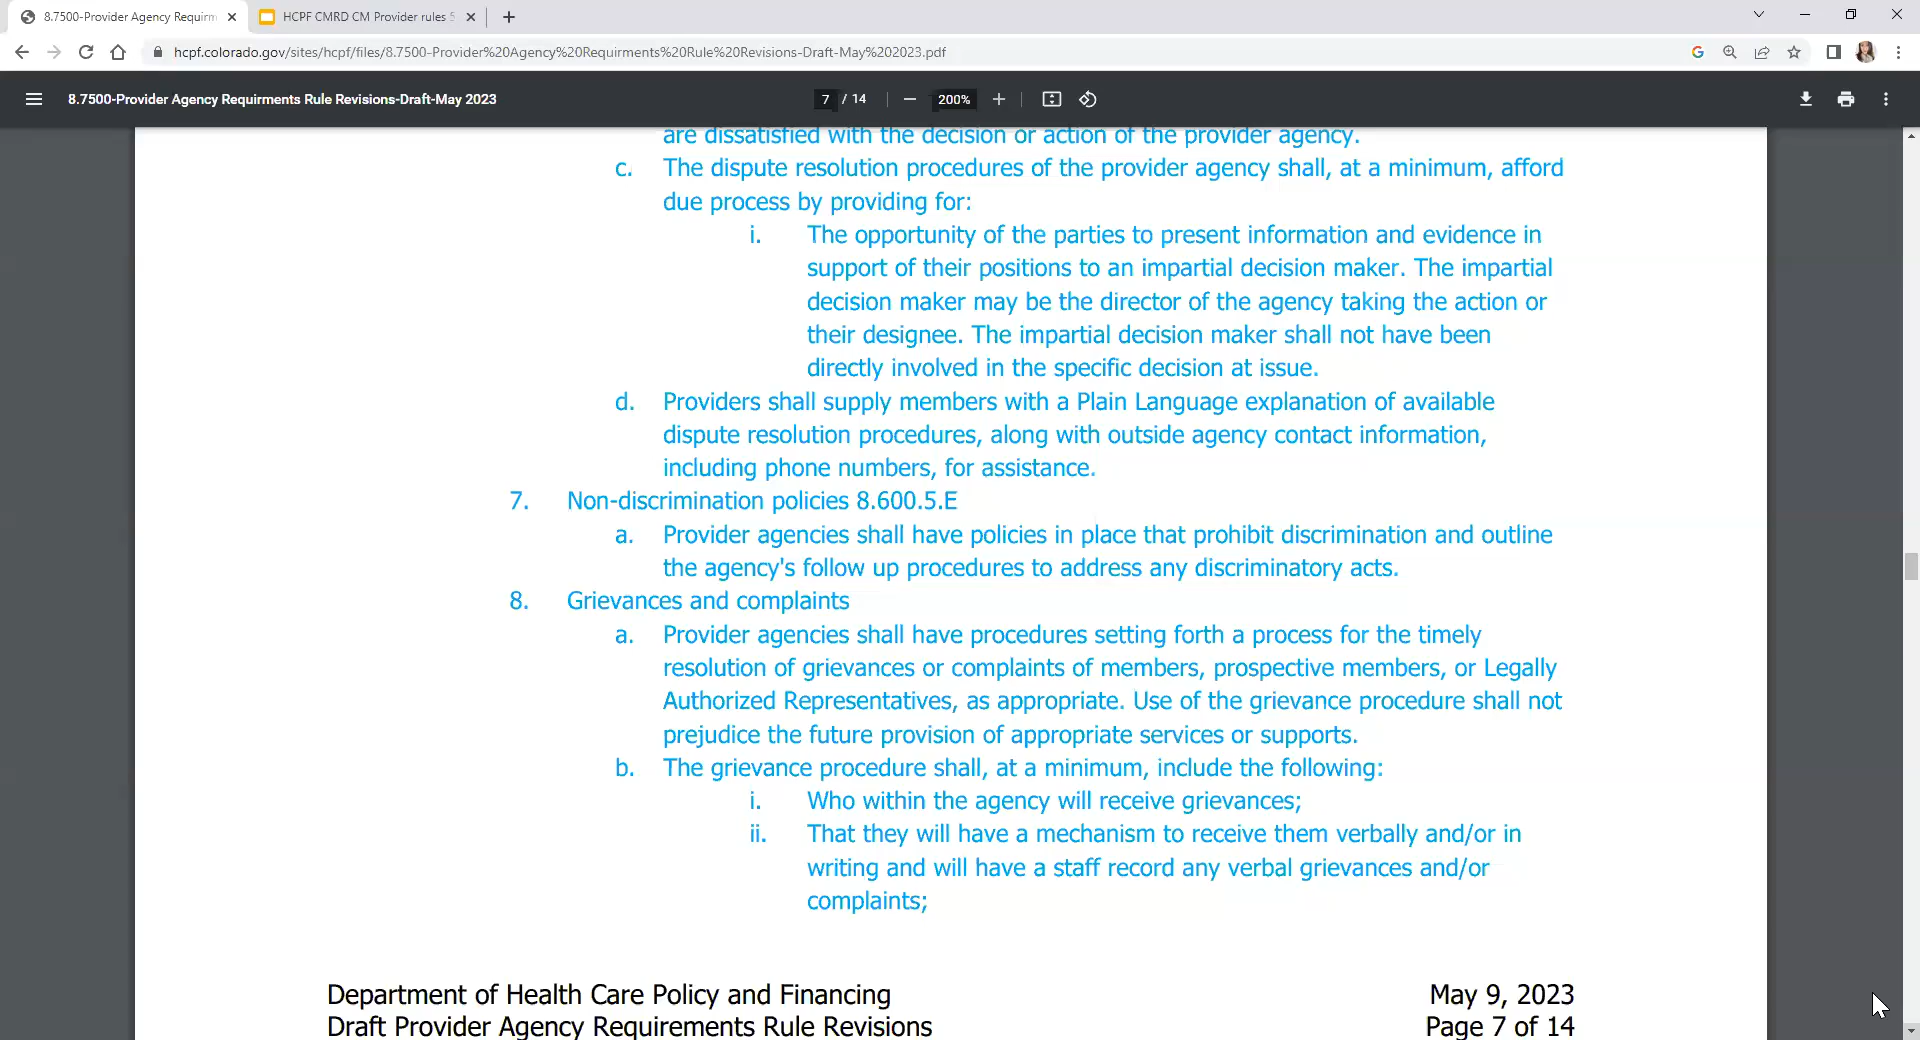 8.7500-Provider Agency Requirm
HCPF CMRD CM Provider rules 5
hcpf.colorado.gov/sites/hcpf/files/8.7500-Provider%20Agency%20Requirments%20Rule%20Revisions-Draft-May%202023.pdf
8.7500-Provider Agency Requirments Rule Revisions-Draft-May 2023
7 / 14
200%
are dissatisfied with the decision or action of the provider agency.
c. The dispute resolution procedures of the provider agency shall, at a minimum, afford
due process by providing for:
i. The opportunity of the parties to present information and evidence in
support of their positions to an impartial decision maker. The impartial
decision maker may be the director of the agency taking the action or
their designee. The impartial decision maker shall not have been
directly involved in the specific decision at issue.
d. Providers shall supply members with a Plain Language explanation of available
dispute resolution procedures, along with outside agency contact information,
including phone numbers, for assistance.
7. Non-discrimination policies 8.600.5.E
a. Provider agencies shall have policies in place that prohibit discrimination and outline
the agency's follow up procedures to address any discriminatory acts.
8. Grievances and complaints
a. Provider agencies shall have procedures setting forth a process for the timely
resolution of grievances or complaints of members, prospective members, or Legally
Authorized Representatives, as appropriate. Use of the grievance procedure shall not
prejudice the future provision of appropriate services or supports.
b. The grievance procedure shall, at a minimum, include the following:
i. Who within the agency will receive grievances;
ii. That they will have a mechanism to receive them verbally and/or in
writing and will have a staff record any verbal grievances and/or
complaints;
Department of Health Care Policy and Financing
May 9, 2023
Draft Provider Agency Requirements Rule Revisions
Page 7 of 14